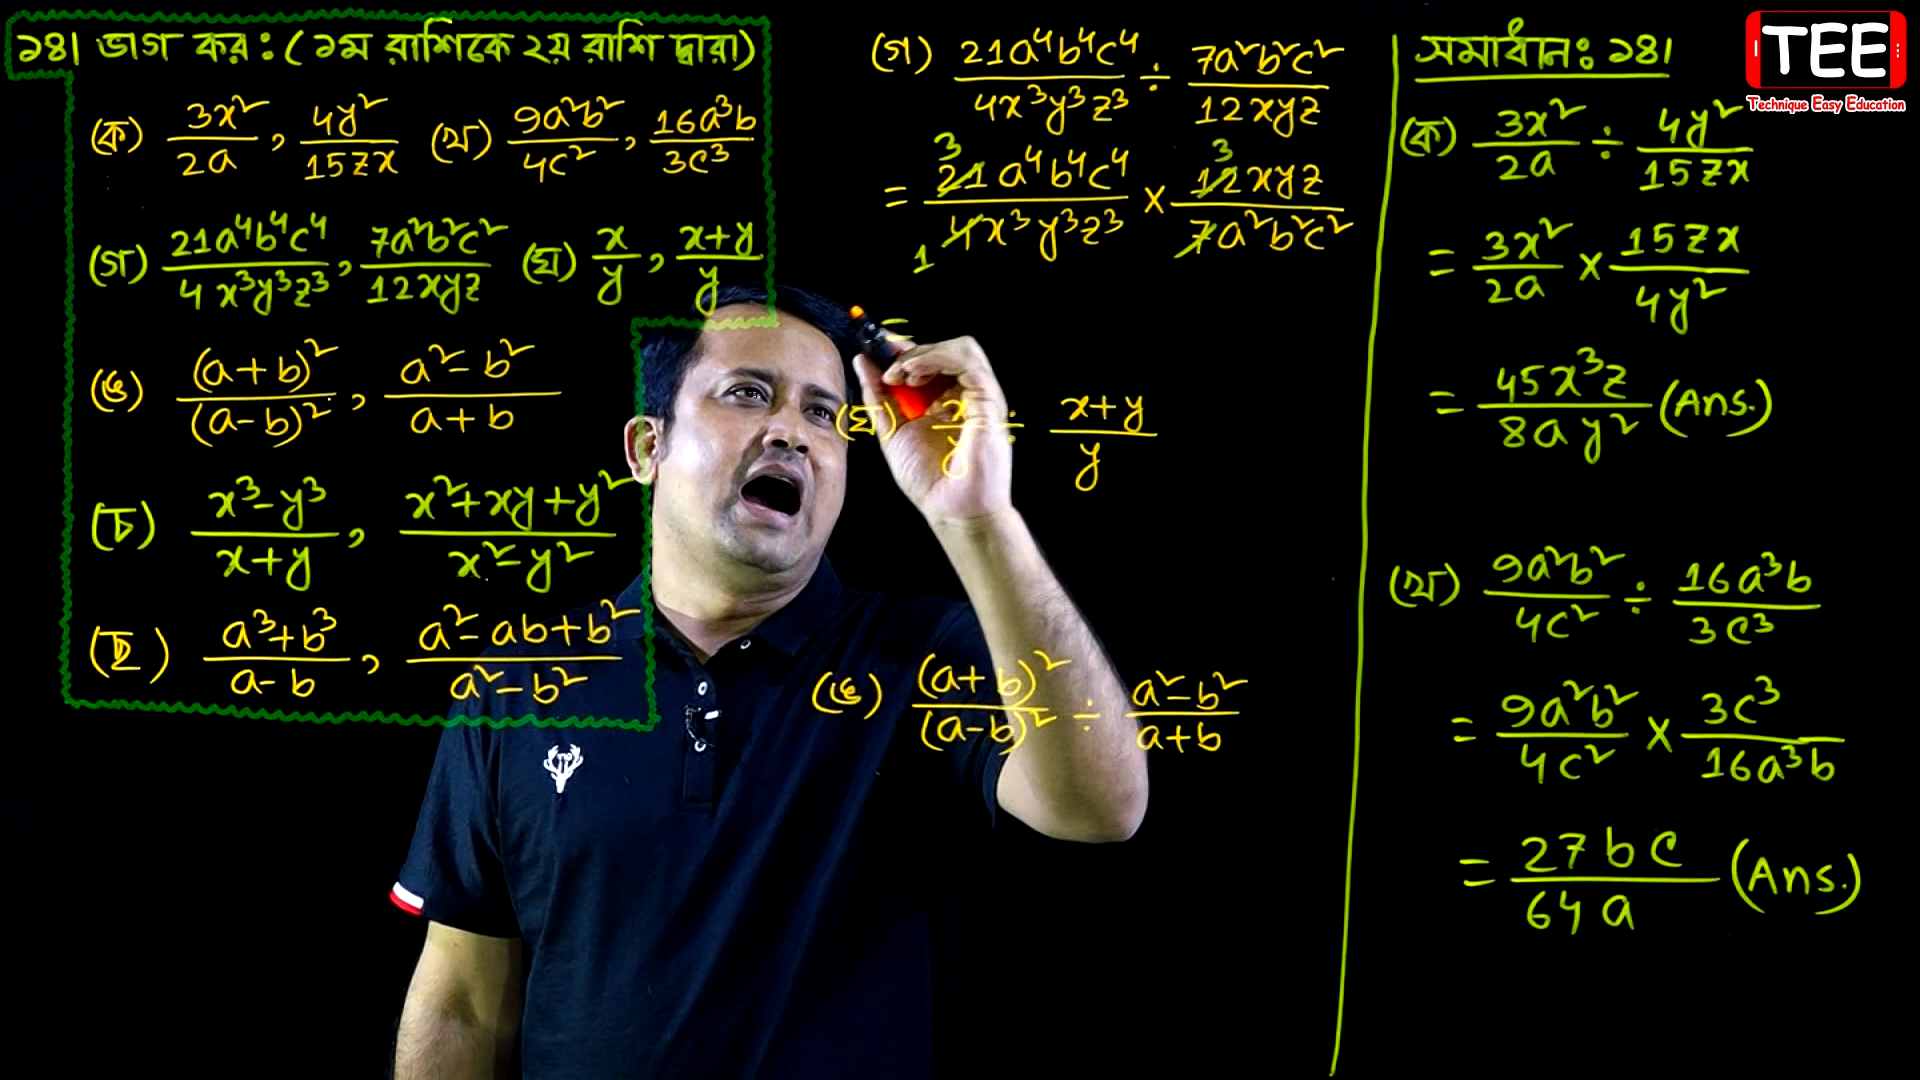 ১৪। ভাগ কর : ( ১ম রাশিকে ২য় রাশি দ্বারা)
(ক) 3x²/2a , 4y²/15zx (খ) 9a²b²/4c² , 16a³b/3c³
(গ) 21a⁴b⁴c⁴/4x³y³z³ , 7a²b²c²/12xyz (ঘ) x/y , x+y/y
(ঙ) (a+b)²/(a-b)² , a²-b²/a+b
(চ) x³-y³/x+y , x²+xy+y²/x²-y²
(ছ) a³+b³/a-b , a²-ab+b²/a²-b²
(গ) 21a⁴b⁴c⁴/4x³y³z³ ÷ 7a²b²c²/12xyz
3 3
= 21a⁴b⁴c⁴/4x³y³z³ × 12xyz/7a²b²c²
1
=
(ঘ) x/y ÷ x+y/y
(ঙ) (a+b)²/(a-b)² ÷ a²-b²/a+b
সমাধান: ১৪।
(ক) 3x²/2a ÷ 4y²/15zx
= 3x²/2a × 15zx/4y²
= 45x³z/8ay² (Ans.)
(খ) 9a²b²/4c² ÷ 16a³b/3c³
= 9a²b²/4c² × 3c³/16a³b
= 27bc/64a (Ans.)
TEE
Technique Easy Education